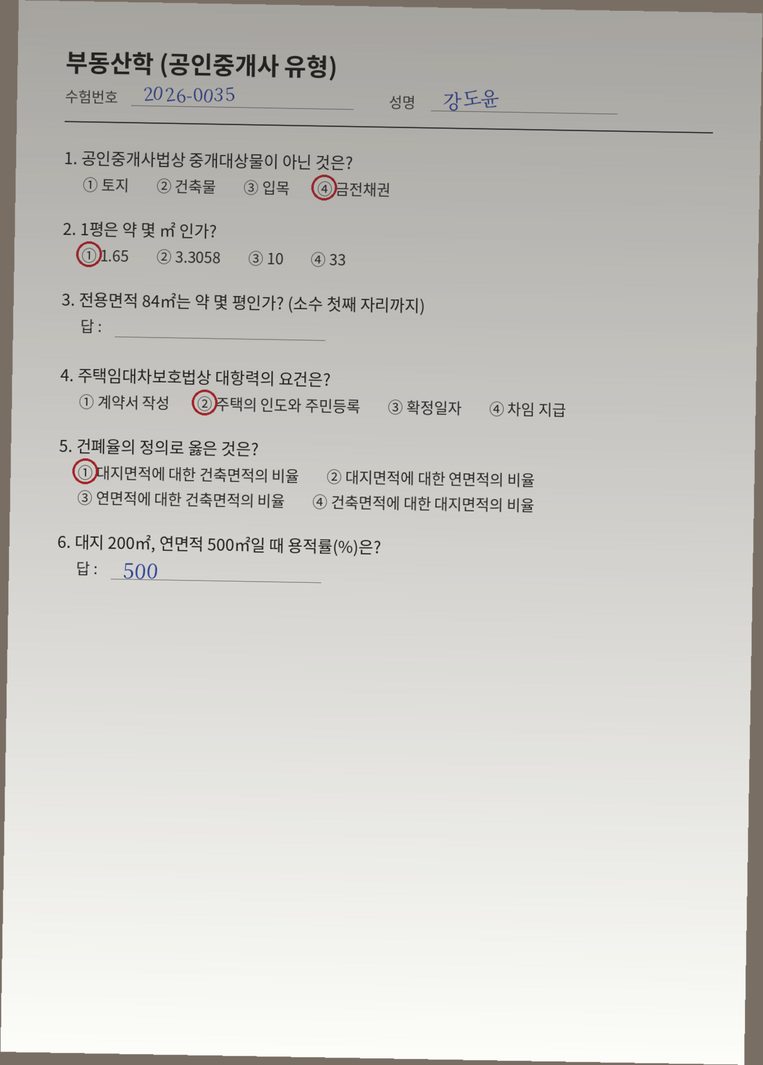 부동산학 (공인중개사 유형)
수험번호 2026-0035 성명 강도윤
1. 공인중개사법상 중개대상물이 아닌 것은?
① 토지 ② 건축물 ③ 입목 ④ 금전채권
2. 1평은 약 몇 ㎡ 인가?
① 1.65 ② 3.3058 ③ 10 ④ 33
3. 전용면적 84㎡는 약 몇 평인가? (소수 첫째 자리까지)
답 :
4. 주택임대차보호법상 대항력의 요건은?
① 계약서 작성 ② 주택의 인도와 주민등록 ③ 확정일자 ④ 차임 지급
5. 건폐율의 정의로 옳은 것은?
① 대지면적에 대한 건축면적의 비율 ② 대지면적에 대한 연면적의 비율
③ 연면적에 대한 건축면적의 비율 ④ 건축면적에 대한 대지면적의 비율
6. 대지 200㎡, 연면적 500㎡일 때 용적률(%)은?
답 : 500